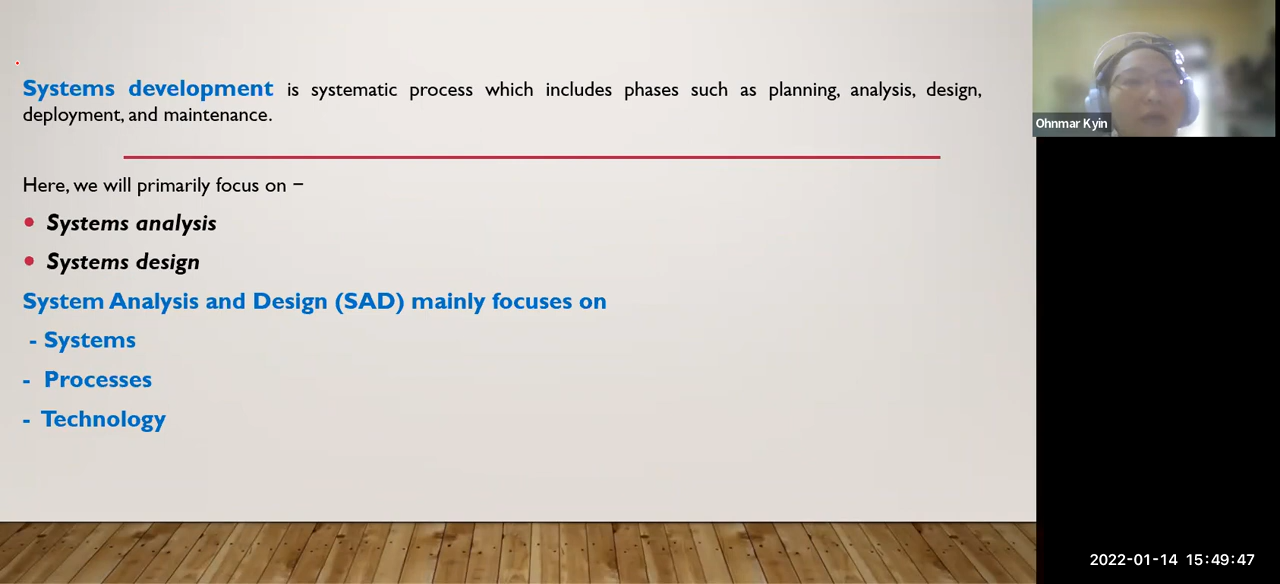 Systems development is systematic process which includes phases such as planning, analysis, design,
deployment, and maintenance.
Here, we will primarily focus on −
• Systems analysis
• Systems design
System Analysis and Design (SAD) mainly focuses on
- Systems
- Processes
- Technology
Ohnmar Kyin
2022-01-14 15:49:47